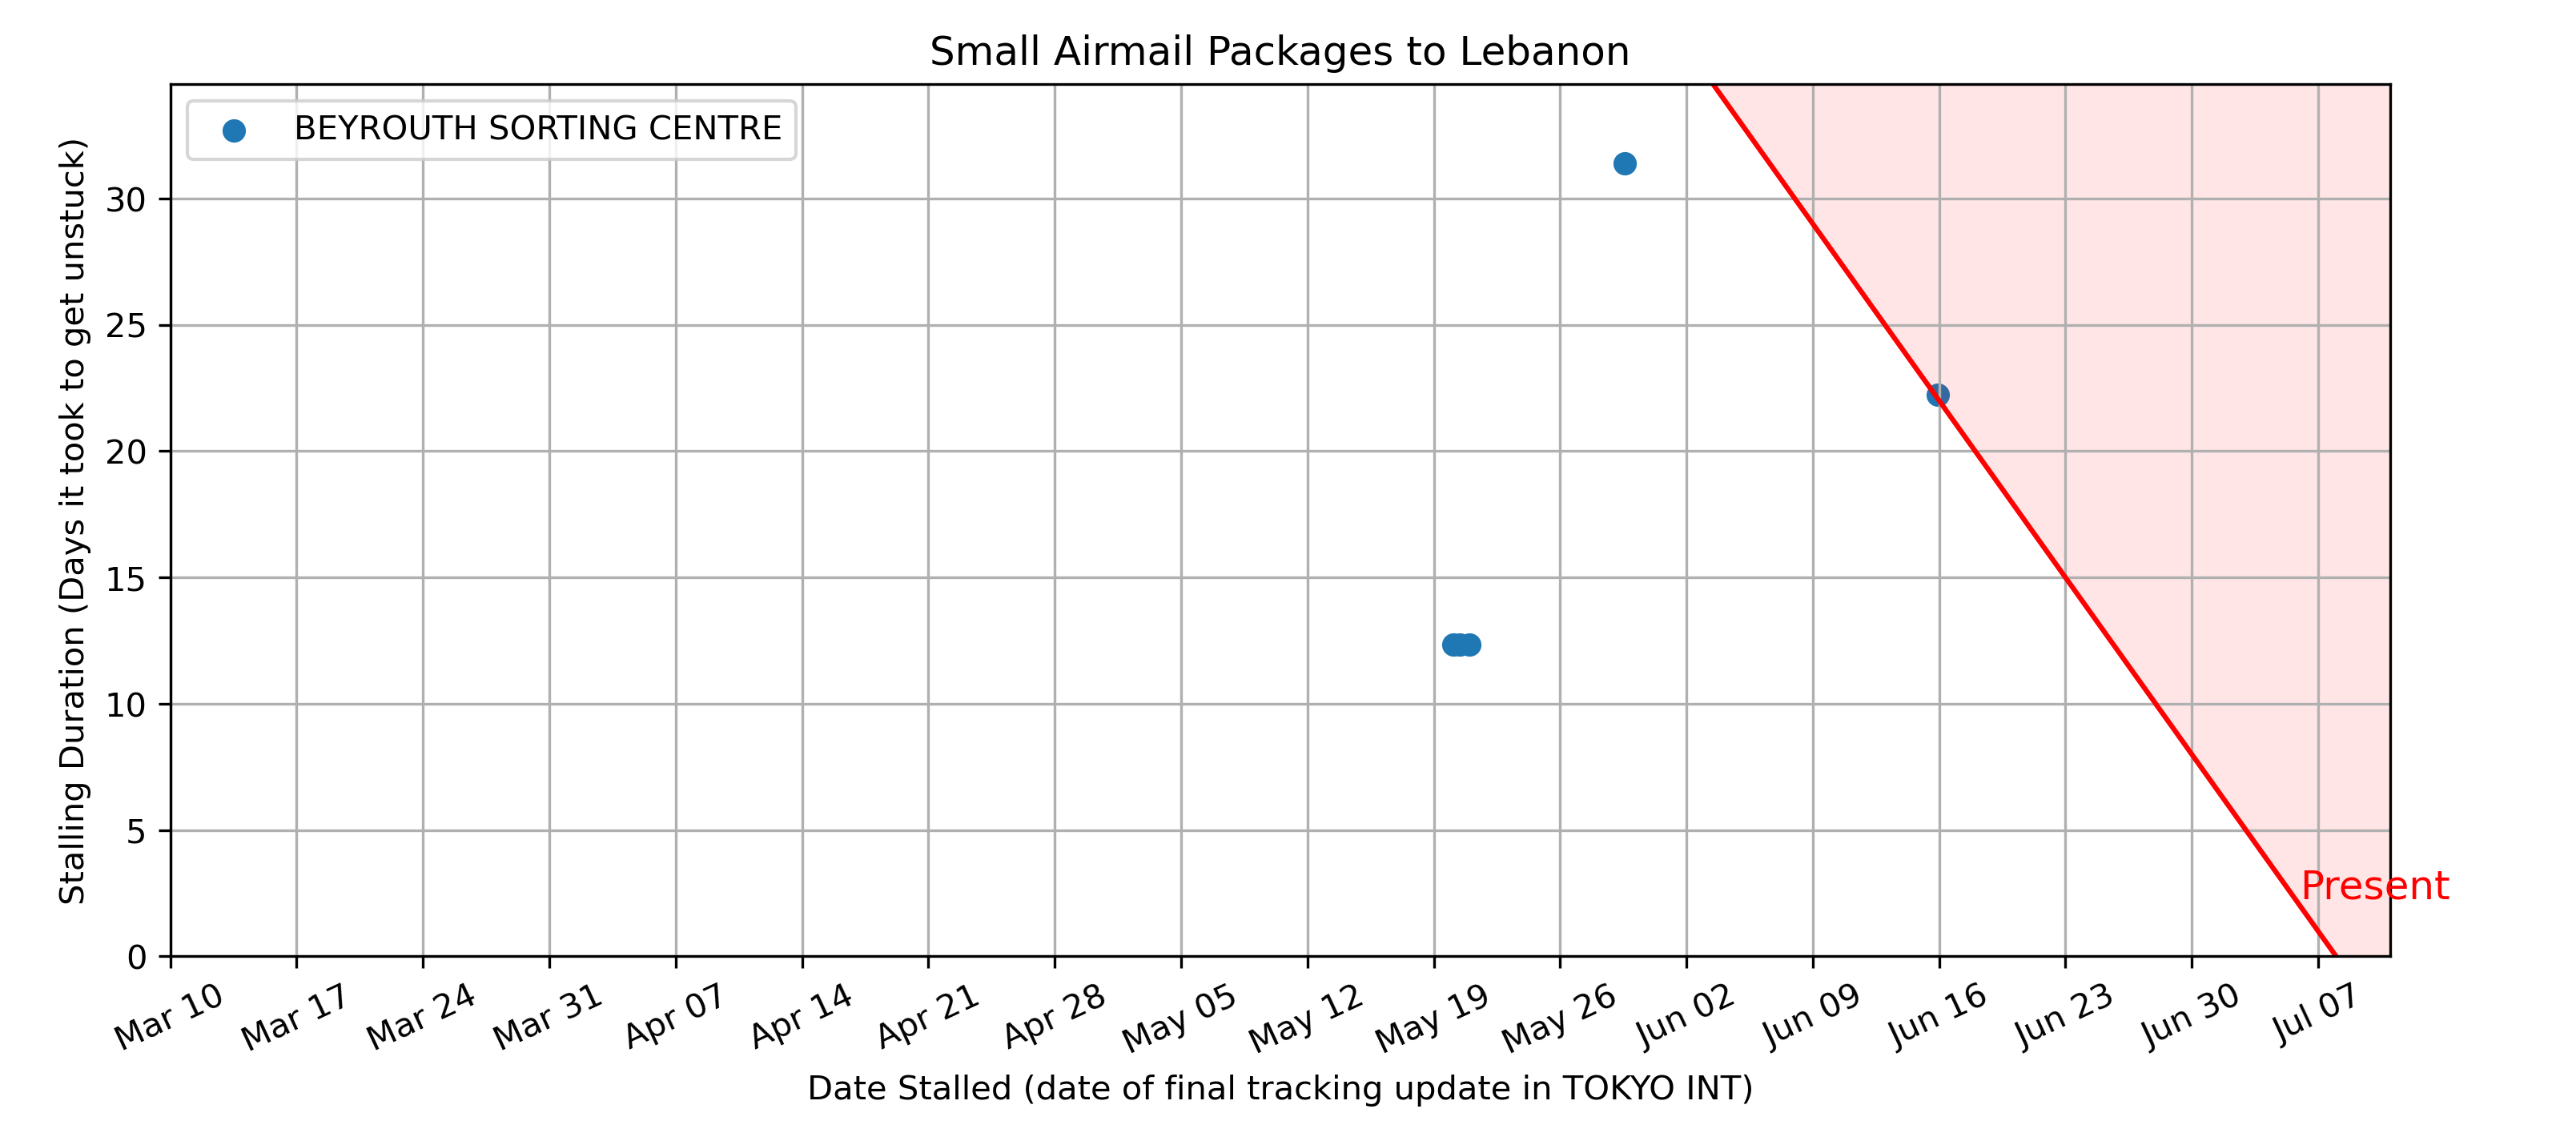 Small Airmail Packages to Lebanon
BEYROUTH SORTING CENTRE
Stalling Duration (Days it took to get unstuck)
30
25
20
15
10
5
0
Present
Mar 10
Mar 17
Mar 24
Mar 31
Apr 07
Apr 14
Apr 21
Apr 28
May 05
May 12
May 19
May 26
Jun 02
Jun 09
Jun 16
Jun 23
Jun 30
Jul 07
Date Stalled (date of final tracking update in TOKYO INT)